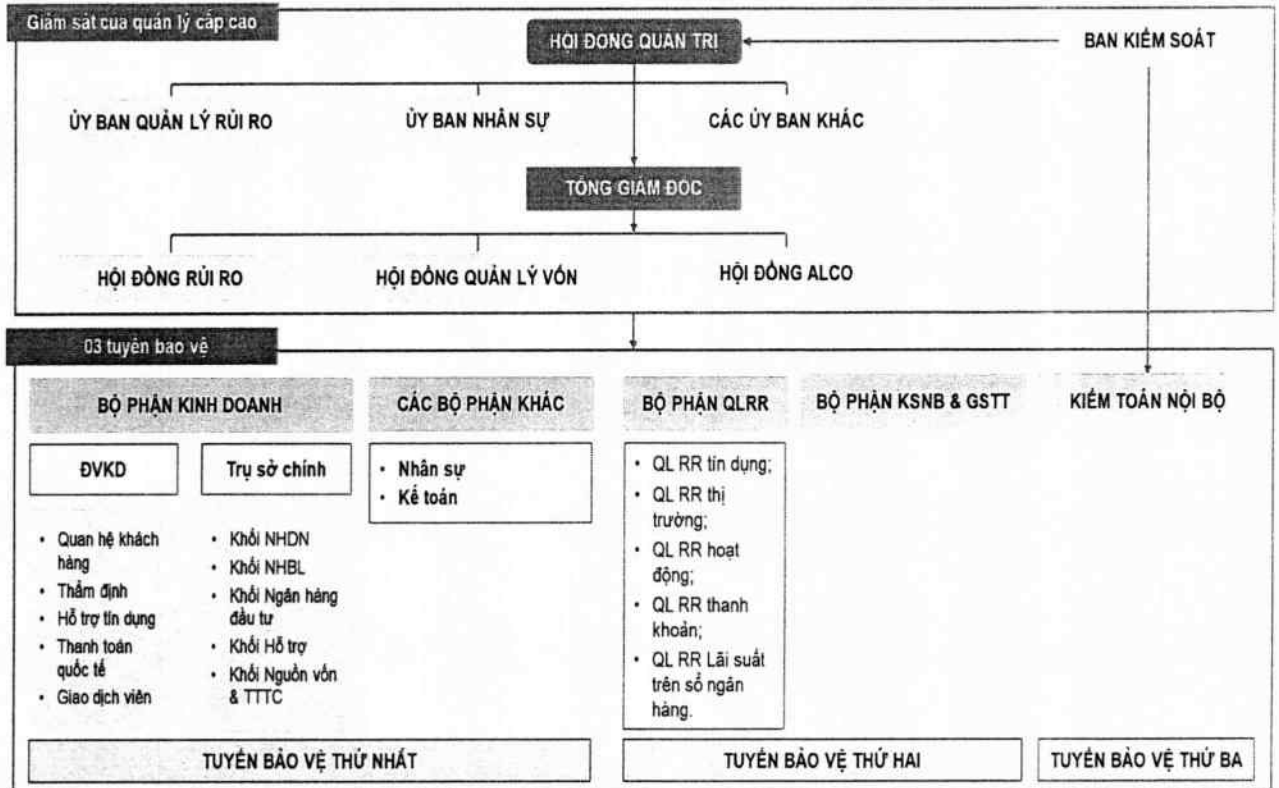 Giám sát của quản lý cấp cao
HỘI ĐỒNG QUẢN TRỊ
BAN KIỂM SOÁT
ỦY BAN QUẢN LÝ RỦI RO
ỦY BAN NHÂN SỰ
CÁC ỦY BAN KHÁC
TỔNG GIÁM ĐỐC
HỘI ĐỒNG RỦI RO
HỘI ĐỒNG QUẢN LÝ VỐN
HỘI ĐỒNG ALCO
03 tuyến bảo vệ
BỘ PHẬN KINH DOANH
CÁC BỘ PHẬN KHÁC
BỘ PHẬN QLRR
BỘ PHẬN KSNB & GSTT
KIỂM TOÁN NỘI BỘ
ĐVKD
• Quan hệ khách
hàng
• Thẩm định
• Hỗ trợ tín dụng
• Thanh toán
quốc tế
• Giao dịch viên
Trụ sở chính
• Khối NHDN
• Khối NHBL
• Khối Ngân hàng
đầu tư
• Khối Hỗ trợ
• Khối Nguồn vốn
& TTTC
• Nhân sự
• Kế toán
• QL RR tín dụng;
• QL RR thị
trường;
• QL RR hoạt
động;
• QL RR thanh
khoản;
• QL RR Lãi suất
trên sổ ngân
hàng.
TUYẾN BẢO VỆ THỨ NHẤT
TUYẾN BẢO VỆ THỨ HAI
TUYẾN BẢO VỆ THỨ BA